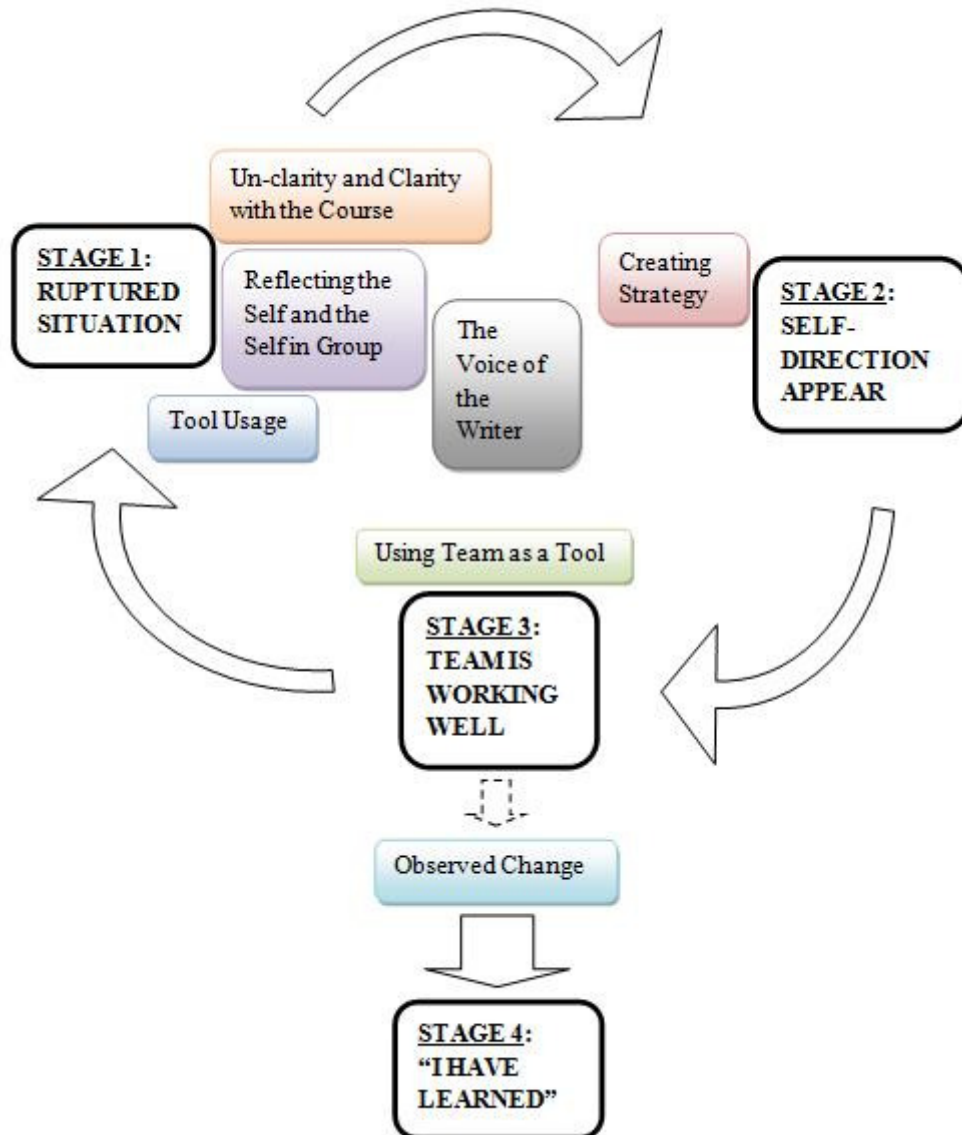 Un-clarity and Clarity
with the Course
STAGE 1:
RUPTURED
SITUATION
Reflecting the
Self and the
Self in Group
Tool Usage
The
Voice of
the
Writer
Creating
Strategy
STAGE 2:
SELF-
DIRECTION
APPEAR
Using Team as a Tool
STAGE 3:
TEAM IS
WORKING
WELL
Observed Change
STAGE 4:
“I HAVE
LEARNED”